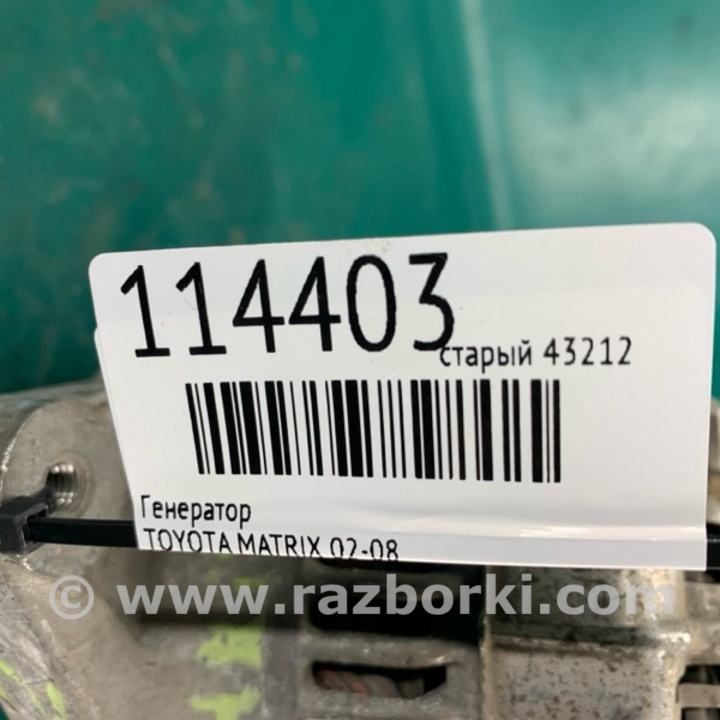 114403
старый 43212
Генератор
TOYOTA MATRIX 02-08
© www.razborki.com